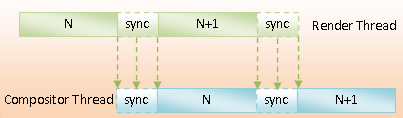 N sync N+1 sync Render Thread
Compositor Thread sync N sync N+1